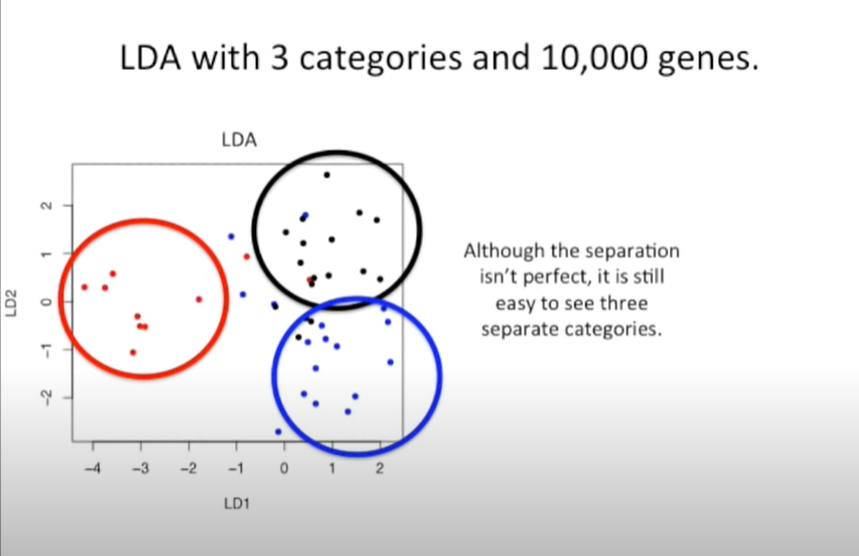 LDA with 3 categories and 10,000 genes.
LDA
2
1
0
−1
−2
LD2
−4 −3 −2 −1 0 1 2
LD1
Although the separation
isn't perfect, it is still
easy to see three
separate categories.